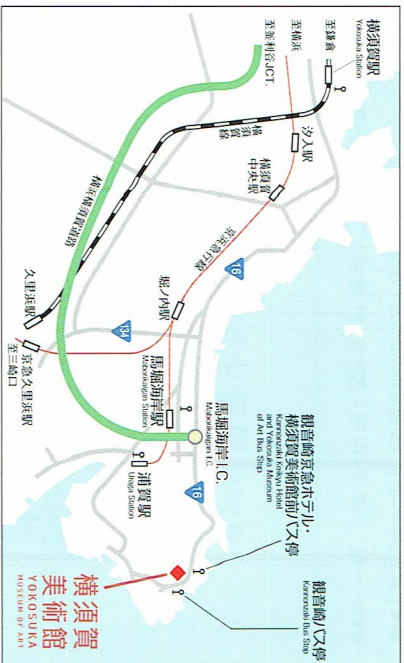 横須賀駅
Yokosuka Station
至鎌倉
至横浜
至釜利谷JCT.
汐入駅
横須賀
中央駅
横須賀線
京浜急行線
横浜横須賀道路
16
堀ノ内駅
134
久里浜駅
京急久里浜駅
至三崎口
馬堀海岸駅
Maborikaigan Station
馬堀海岸I.C.
Maborikaigan I.C.
浦賀駅
Uraga Station
16
観音崎京急ホテル・
横須賀美術館前バス停
Kannonzaki Keikyu Hotel
and Yokosuka Museum
of Art Bus Stop
観音崎バス停
Kannonzaki Bus Stop
横須賀
美術館
YOKOSUKA
MUSEUM OF ART